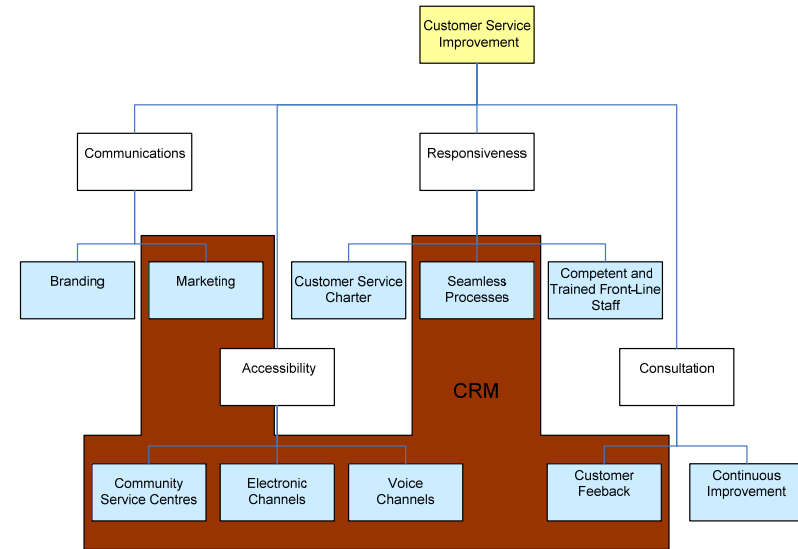 Customer Service
Improvement
Communications
Responsiveness
Branding
Marketing
Customer Service
Charter
Seamless
Processes
Competent and
Trained Front-Line
Staff
Accessibility
CRM
Consultation
Community
Service Centres
Electronic
Channels
Voice
Channels
Customer
Feeback
Continuous
Improvement